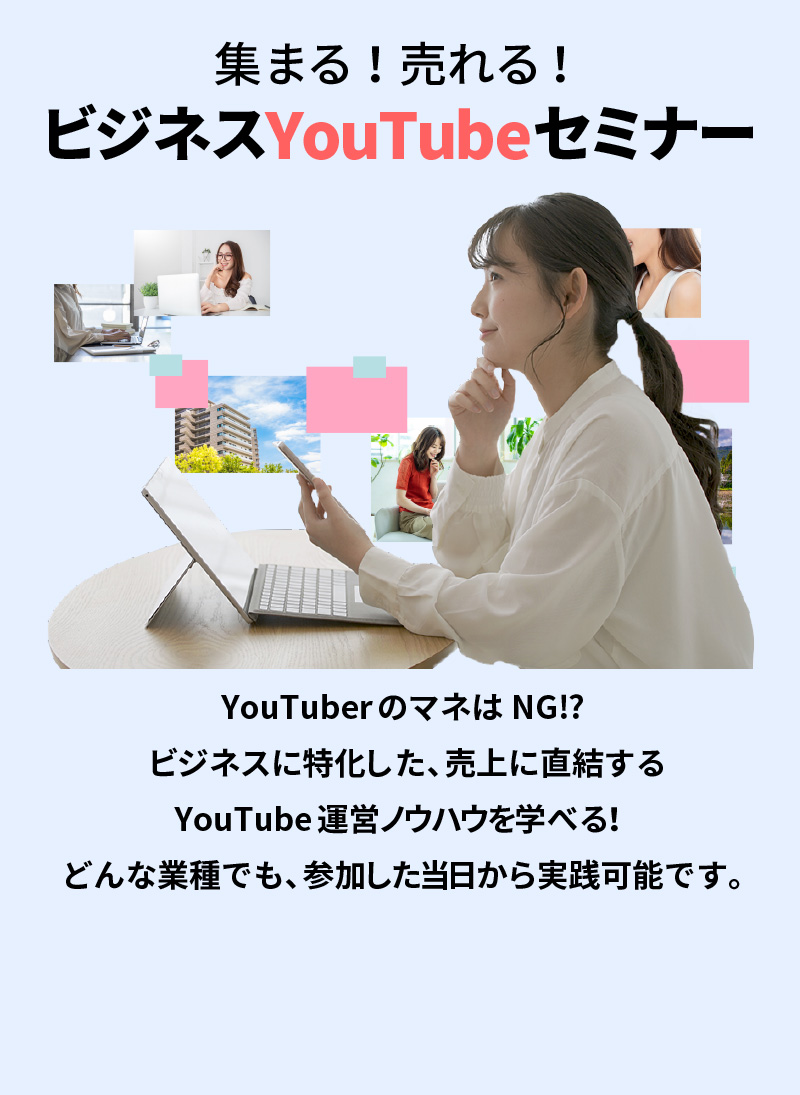 集まる！売れる！
ビジネスYouTubeセミナー
YouTuberのマネは NG!?
ビジネスに特化した、売上に直結する
YouTube運営ノウハウを学べる！
どんな業種でも、参加した当日から実践可能です。